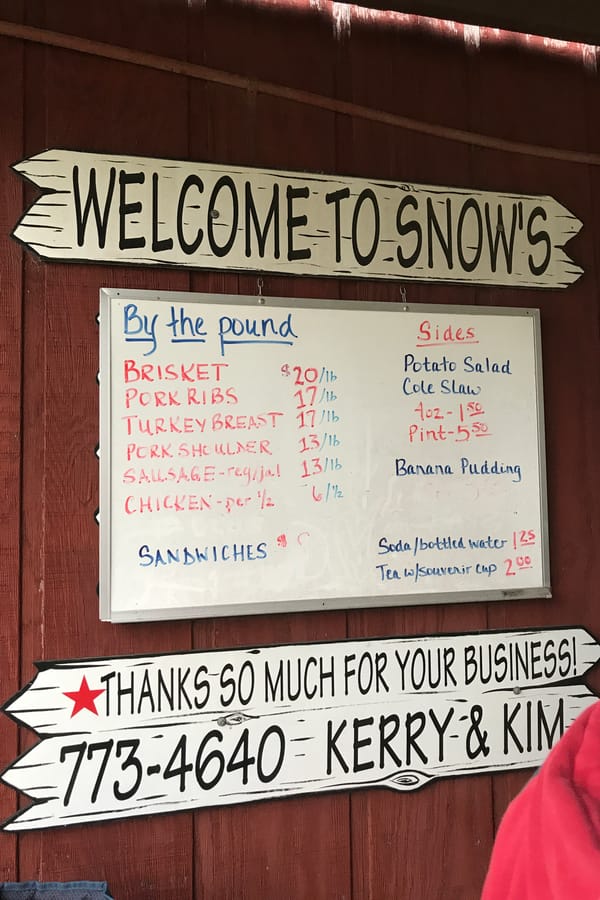 WELCOME TO SNOW'S
By the pound
BRISKET $20/lb
PORK RIBS 17/lb
TURKEY BREAST 17/lb
PORK SHOULDER 13/lb
SAUSAGE-reg/jal 13/lb
CHICKEN-per 1/2 6/½
SANDWICHES $
Sides
Potato Salad
Cole Slaw
4oz-1 50
Pint-5 50
Banana Pudding
Soda/bottled water 1 25
Tea w/souvenir cup 2 00
THANKS SO MUCH FOR YOUR BUSINESS!
773-4640 - KERRY & KIM